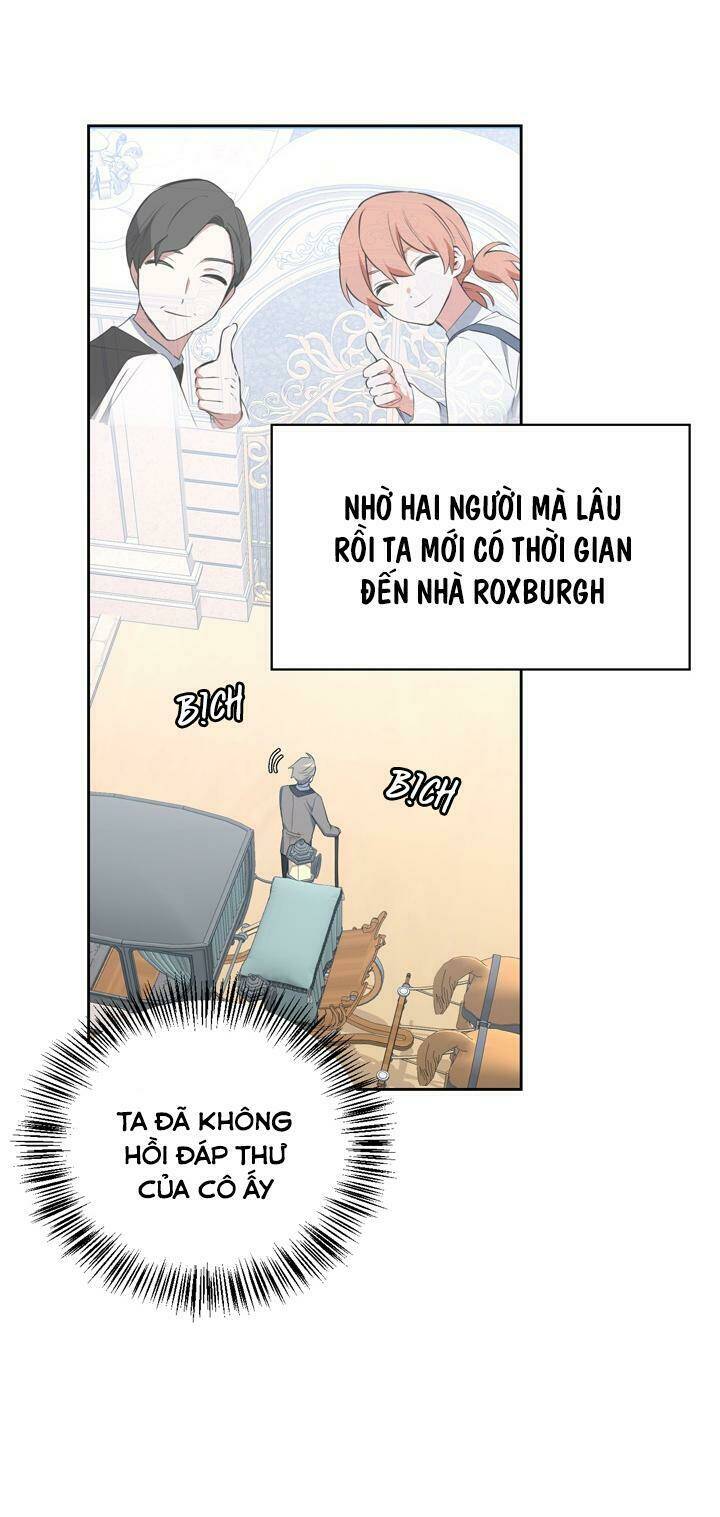 NHỜ HAI NGƯỜI MÀ LÂU
RỒI TA MỚI CÓ THỜI GIAN
ĐẾN NHÀ ROXBURGH
BỊCH
BỊCH
TA ĐÃ KHÔNG
HỒI ĐÁP THƯ
CỦA CÔ ẤY